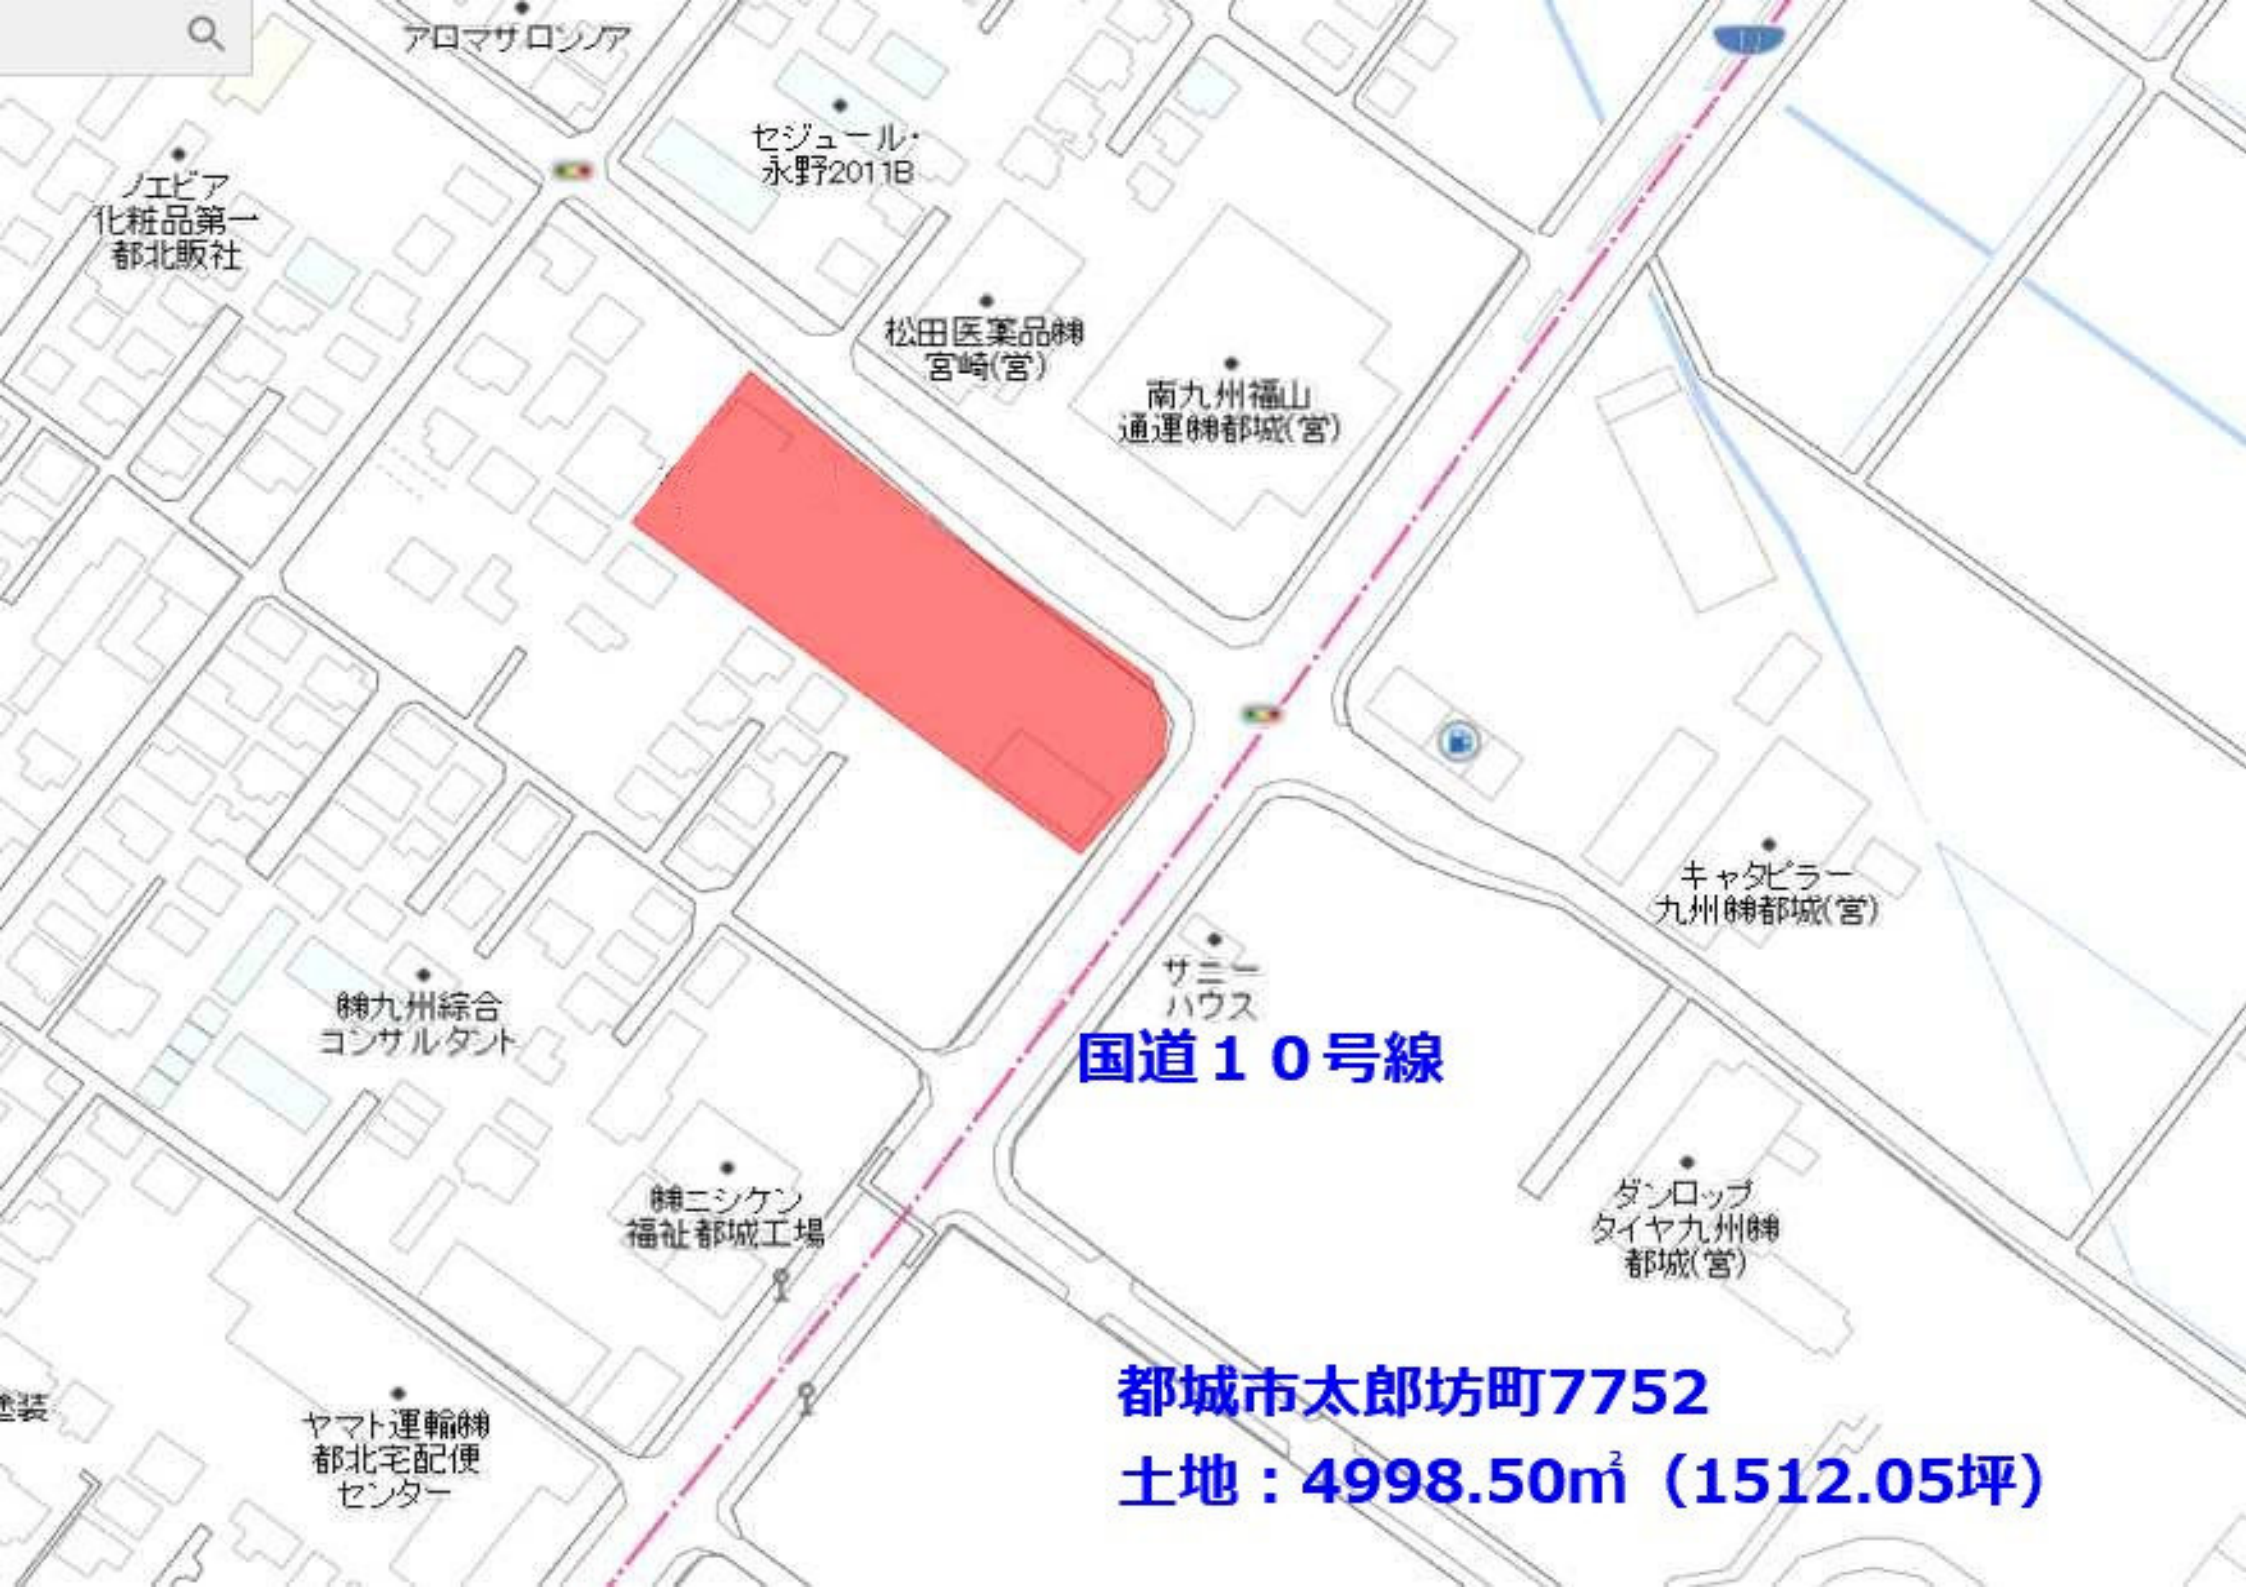 アロマサロンノア
10
セジュール・
永野2011B
ノエビア
化粧品第一
都北販社
松田医薬品㈱
宮崎(営)
南九州福山
通運㈱都城(営)
キャタピラー
九州㈱都城(営)
サニー
ハウス
㈱九州綜合
コンサルタント
国道10号線
㈱ニシケン
福祉都城工場
ダンロップ
タイヤ九州㈱
都城(営)
都城市太郎坊町7752
塗装
ヤマト運輸㈱
都北宅配便
センター
土地：4998.50㎡（1512.05坪）